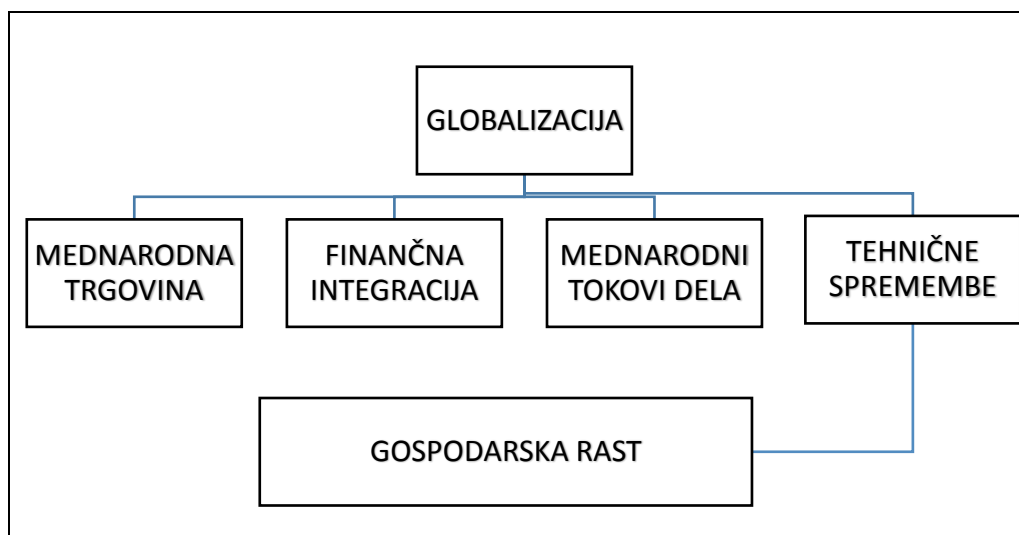 GLOBALIZACIJA
MEDNARODNA
TRGOVINA
FINANČNA
INTEGRACIJA
MEDNARODNI
TOKOVI DELA
TEHNIČNE
SPREMEMBE
GOSPODARSKA RAST